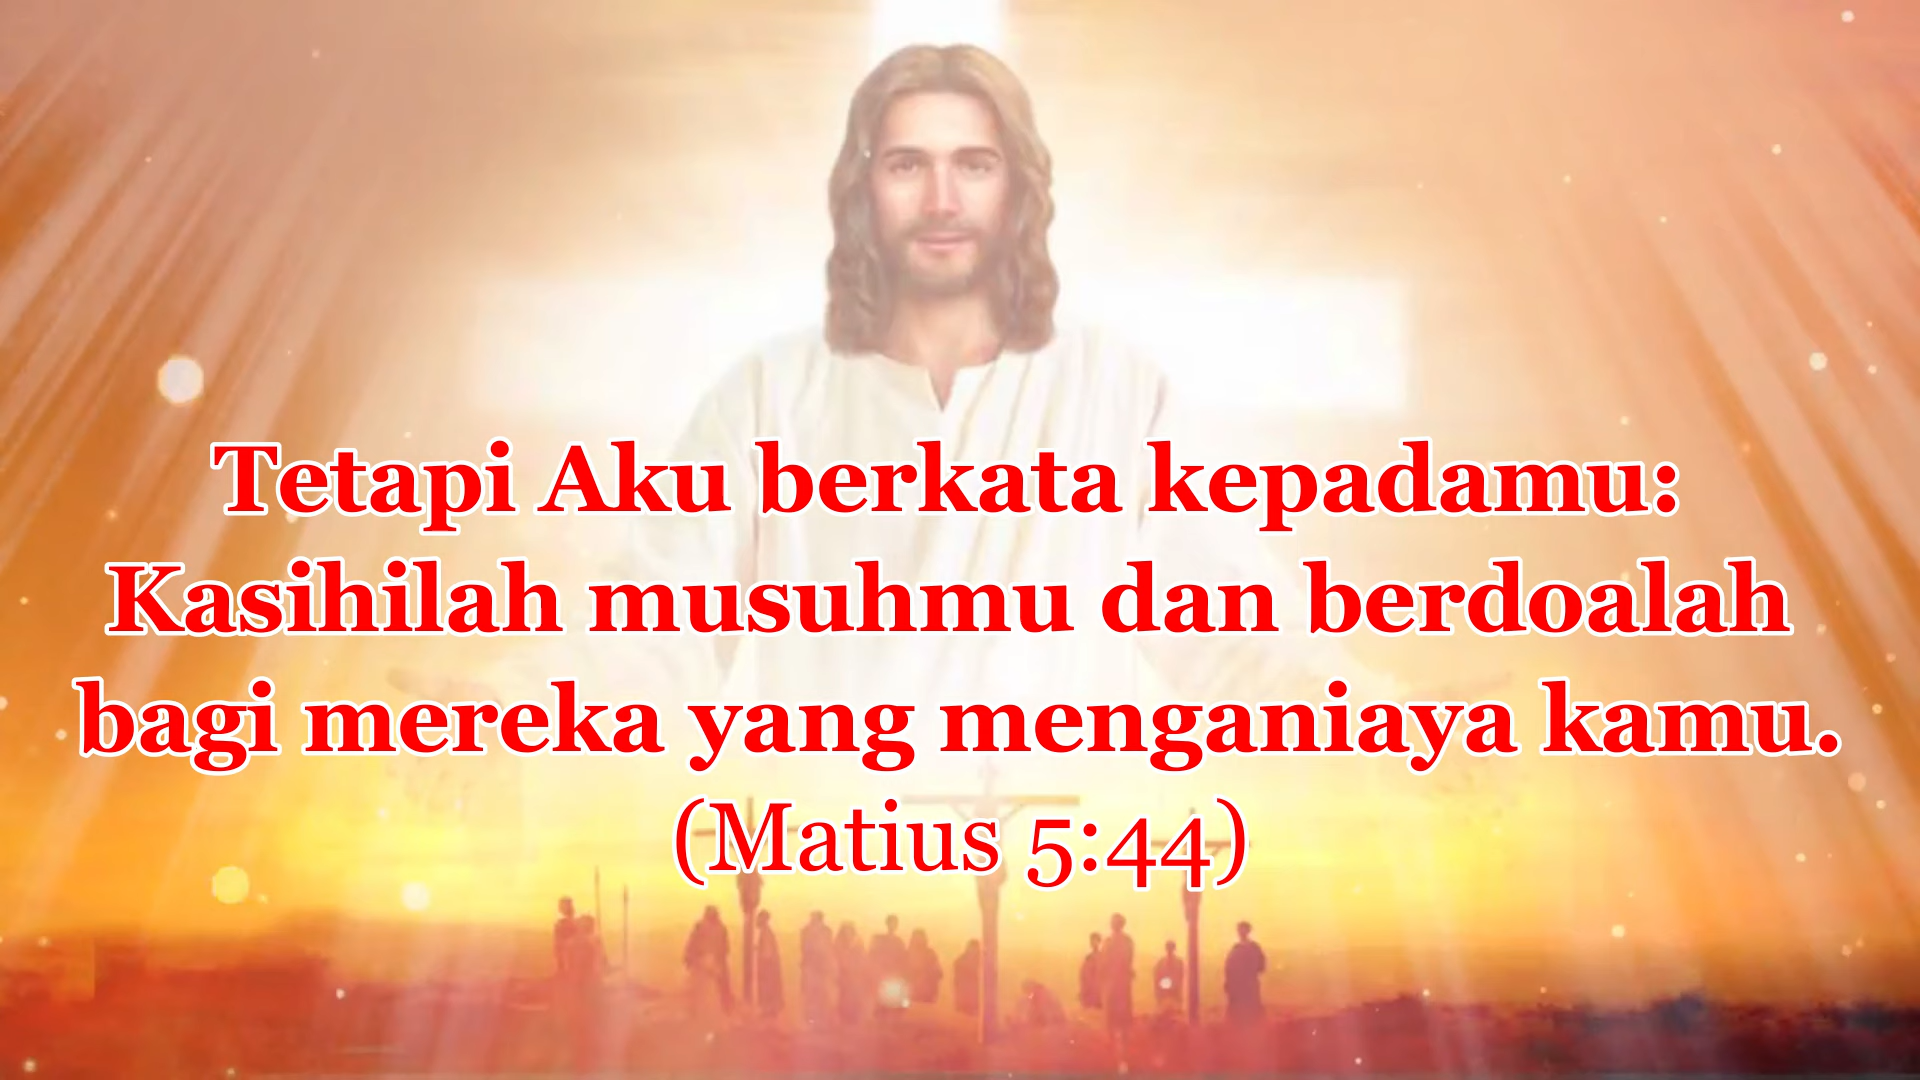 Tetapi Aku berkata kepadamu:
Kasihilah musuhmu dan berdoalah
bagi mereka yang menganiaya kamu.
(Matius 5:44)